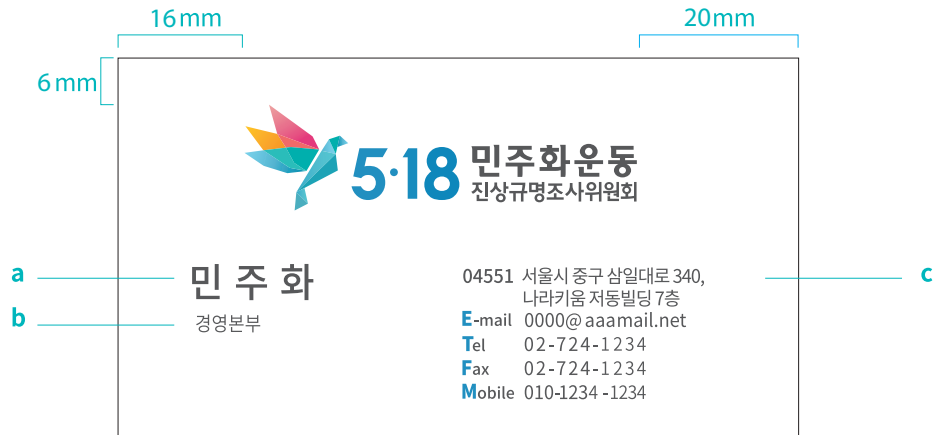 16mm
20mm
6mm
5·18 민주화운동
진상규명조사위원회
a
민 주 화
b
경영본부
04551 서울시 중구 삼일대로 340,
나라키움 저동빌딩 7층
c
E-mail 0000@aaamail.net
Tel 02-724-1234
Fax 02-724-1234
Mobile 010-1234 -1234